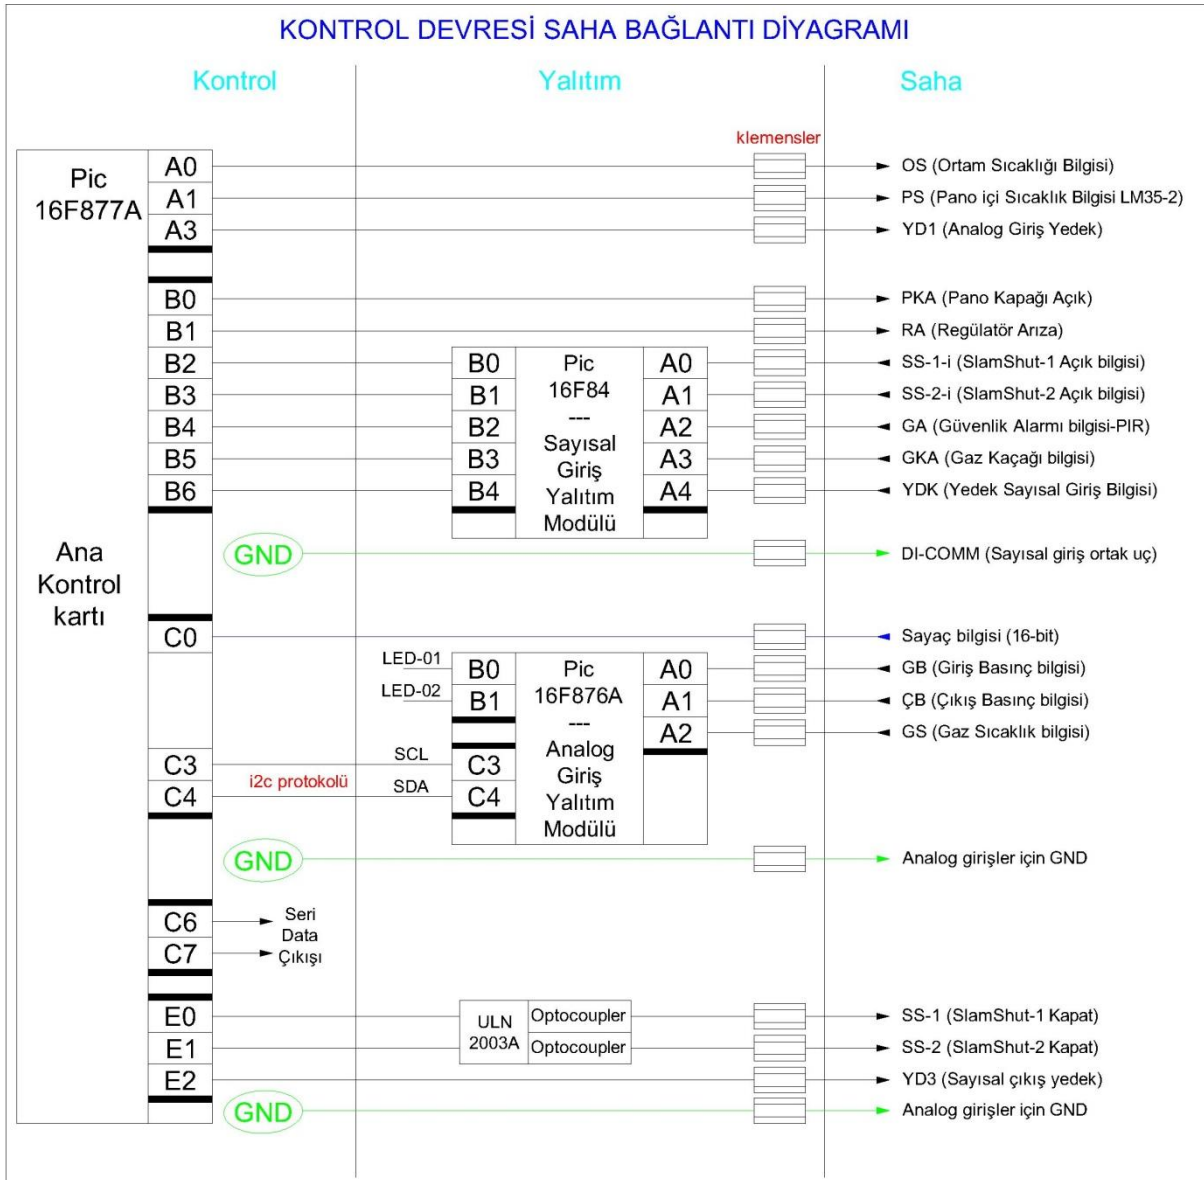 KONTROL DEVRESİ SAHA BAĞLANTI DİYAGRAMI
Kontrol
Yalıtım
Saha
klemensler
Pic
16F877A
Ana
Kontrol
kartı
A0
OS (Ortam Sıcaklığı Bilgisi)
A1
PS (Pano içi Sıcaklık Bilgisi LM35-2)
A3
YD1 (Analog Giriş Yedek)
B0
PKA (Pano Kapağı Açık)
B1
RA (Regülatör Arıza)
B2
B3
B4
B5
B6
B0
B1
B2
B3
B4
Pic
16F84
---
Sayısal
Giriş
Yalıtım
Modülü
A0
A1
A2
A3
A4
SS-1-i (SlamShut-1 Açık bilgisi)
SS-2-i (SlamShut-2 Açık bilgisi)
GA (Güvenlik Alarmı bilgisi-PIR)
GKA (Gaz Kaçağı bilgisi)
YDK (Yedek Sayısal Giriş Bilgisi)
GND
DI-COMM (Sayısal giriş ortak uç)
C0
Sayaç bilgisi (16-bit)
LED-01
LED-02
B0
B1
Pic
16F876A
---
Analog
Giriş
Yalıtım
Modülü
A0
A1
A2
GB (Giriş Basınç bilgisi)
ÇB (Çıkış Basınç bilgisi)
GS (Gaz Sıcaklık bilgisi)
C3
SCL
C3
i2c protokolü
C4
SDA
C4
GND
Analog girişler için GND
C6
C7
Seri
Data
Çıkışı
E0
E1
ULN
2003A
Optocoupler
Optocoupler
SS-1 (SlamShut-1 Kapat)
SS-2 (SlamShut-2 Kapat)
E2
YD3 (Sayısal çıkış yedek)
GND
Analog girişler için GND